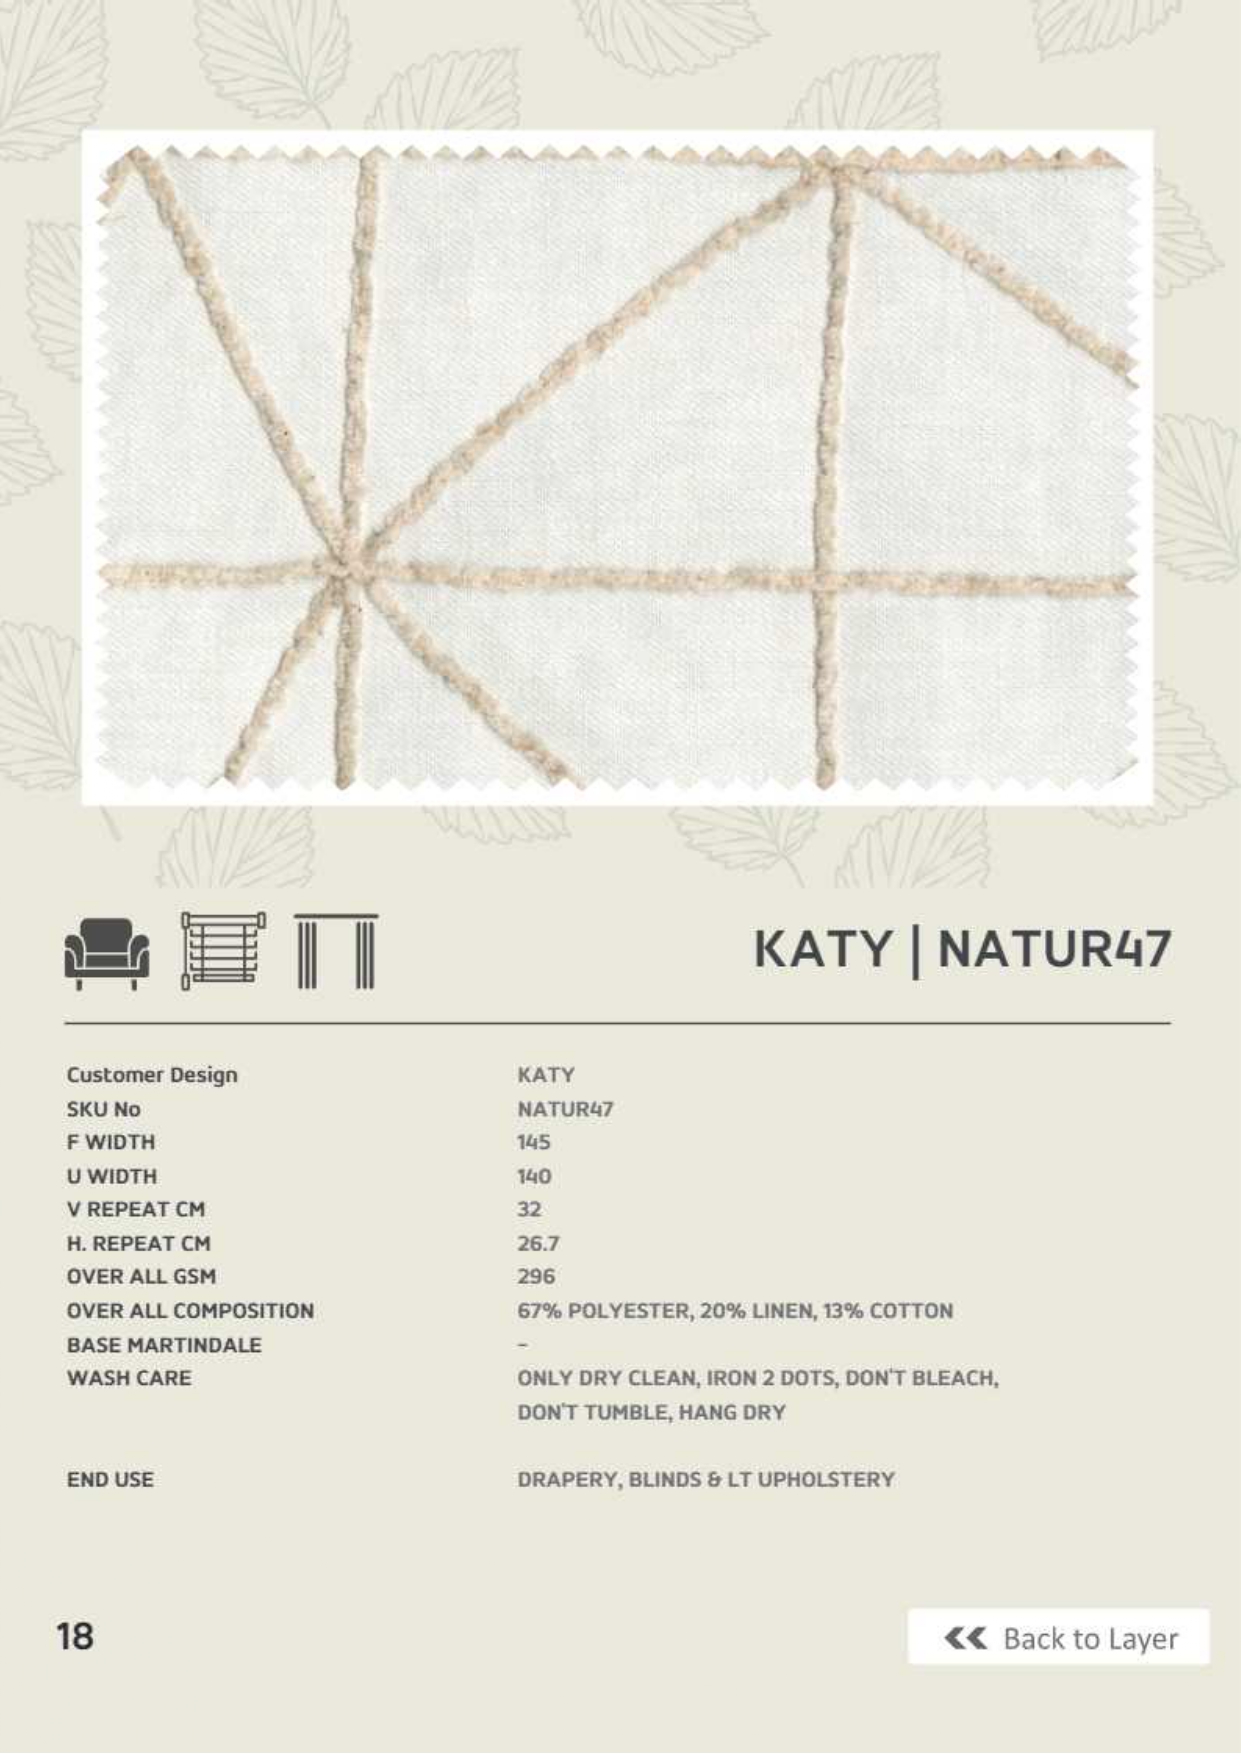 KATY | NATUR47
Customer Design KATY
SKU No NATUR47
F WIDTH 145
U WIDTH 140
V REPEAT CM 32
H. REPEAT CM 26.7
OVER ALL GSM 296
OVER ALL COMPOSITION 67% POLYESTER, 20% LINEN, 13% COTTON
BASE MARTINDALE -
WASH CARE ONLY DRY CLEAN, IRON 2 DOTS, DON'T BLEACH,
DON'T TUMBLE, HANG DRY
END USE DRAPERY, BLINDS & LT UPHOLSTERY
18
Back to Layer